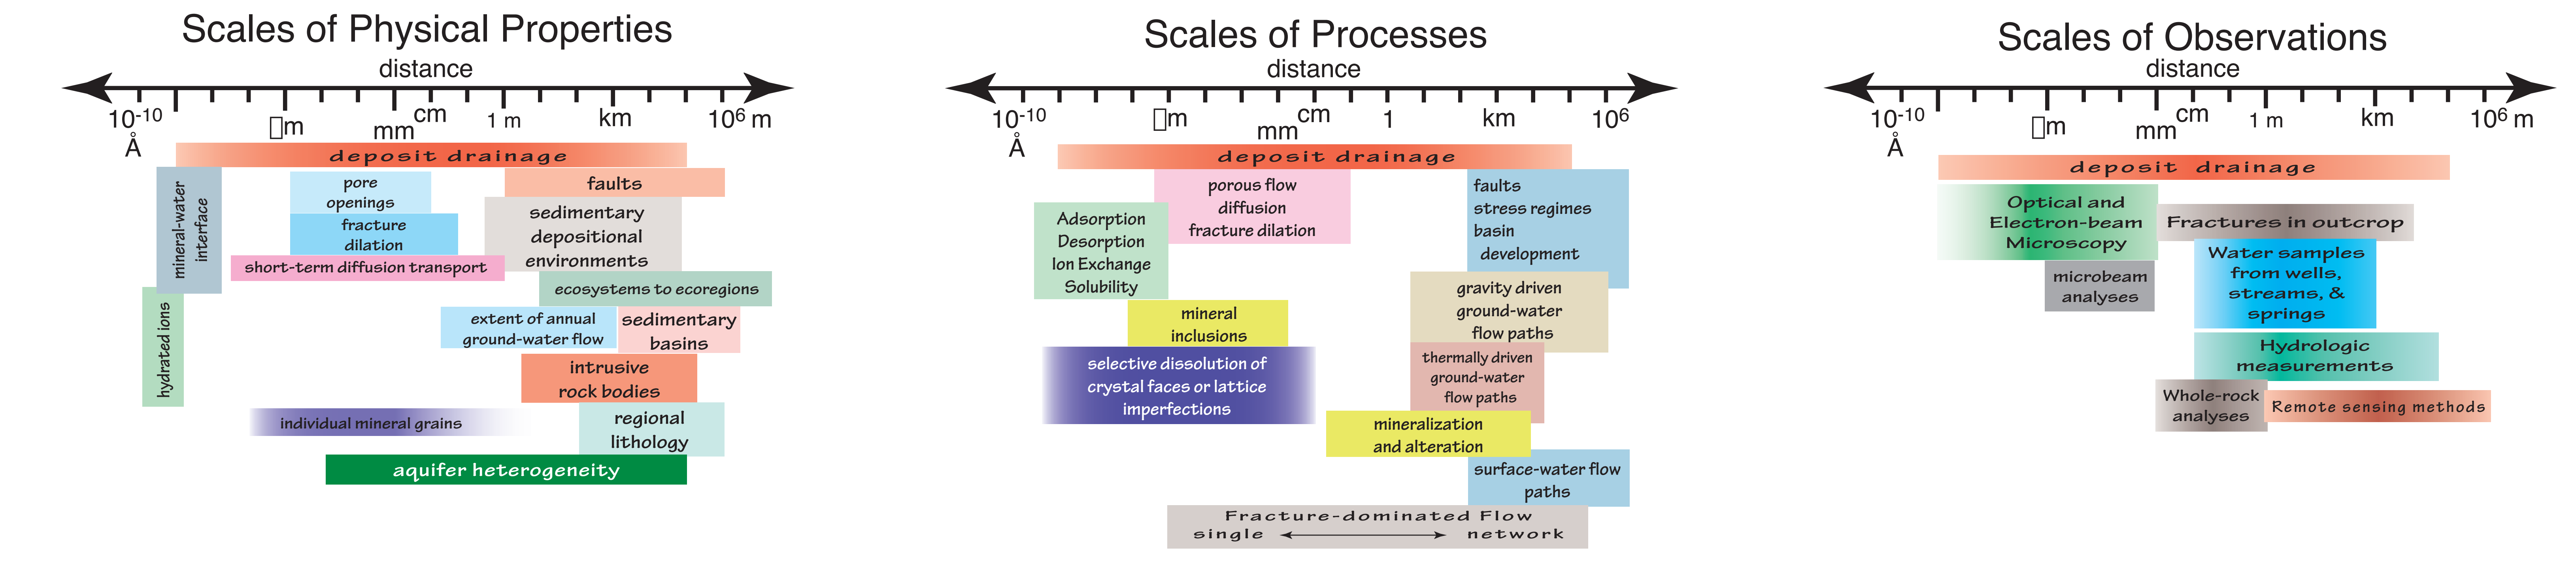 Scales of Physical Properties
distance
10-10
Å
▯m
mm
cm
1 m
km
10⁶ m
deposit drainage
mineral-water
interface
pore
openings
faults
fracture
dilation
sedimentary
depositional
environments
short-term diffusion transport
ecosystems to ecoregions
hydrated ions
extent of annual
ground-water flow
sedimentary
basins
intrusive
rock bodies
individual mineral grains
regional
lithology
aquifer heterogeneity
Scales of Processes
distance
10-10
Å
▯m
mm
cm
1
km
10⁶
deposit drainage
porous flow
diffusion
fracture dilation
faults
stress regimes
basin
development
Adsorption
Desorption
Ion Exchange
Solubility
gravity driven
ground-water
flow paths
mineral
inclusions
selective dissolution of
crystal faces or lattice
imperfections
thermally driven
ground-water
flow paths
mineralization
and alteration
surface-water flow
paths
Fracture-dominated Flow
single network
Scales of Observations
distance
10-10
Å
▯m
mm
cm
1 m
km
10⁶ m
deposit drainage
Optical and
Electron-beam
Microscopy
Fractures in outcrop
microbeam
analyses
Water samples
from wells,
streams, &
springs
Hydrologic
measurements
Whole-rock
analyses
Remote sensing methods